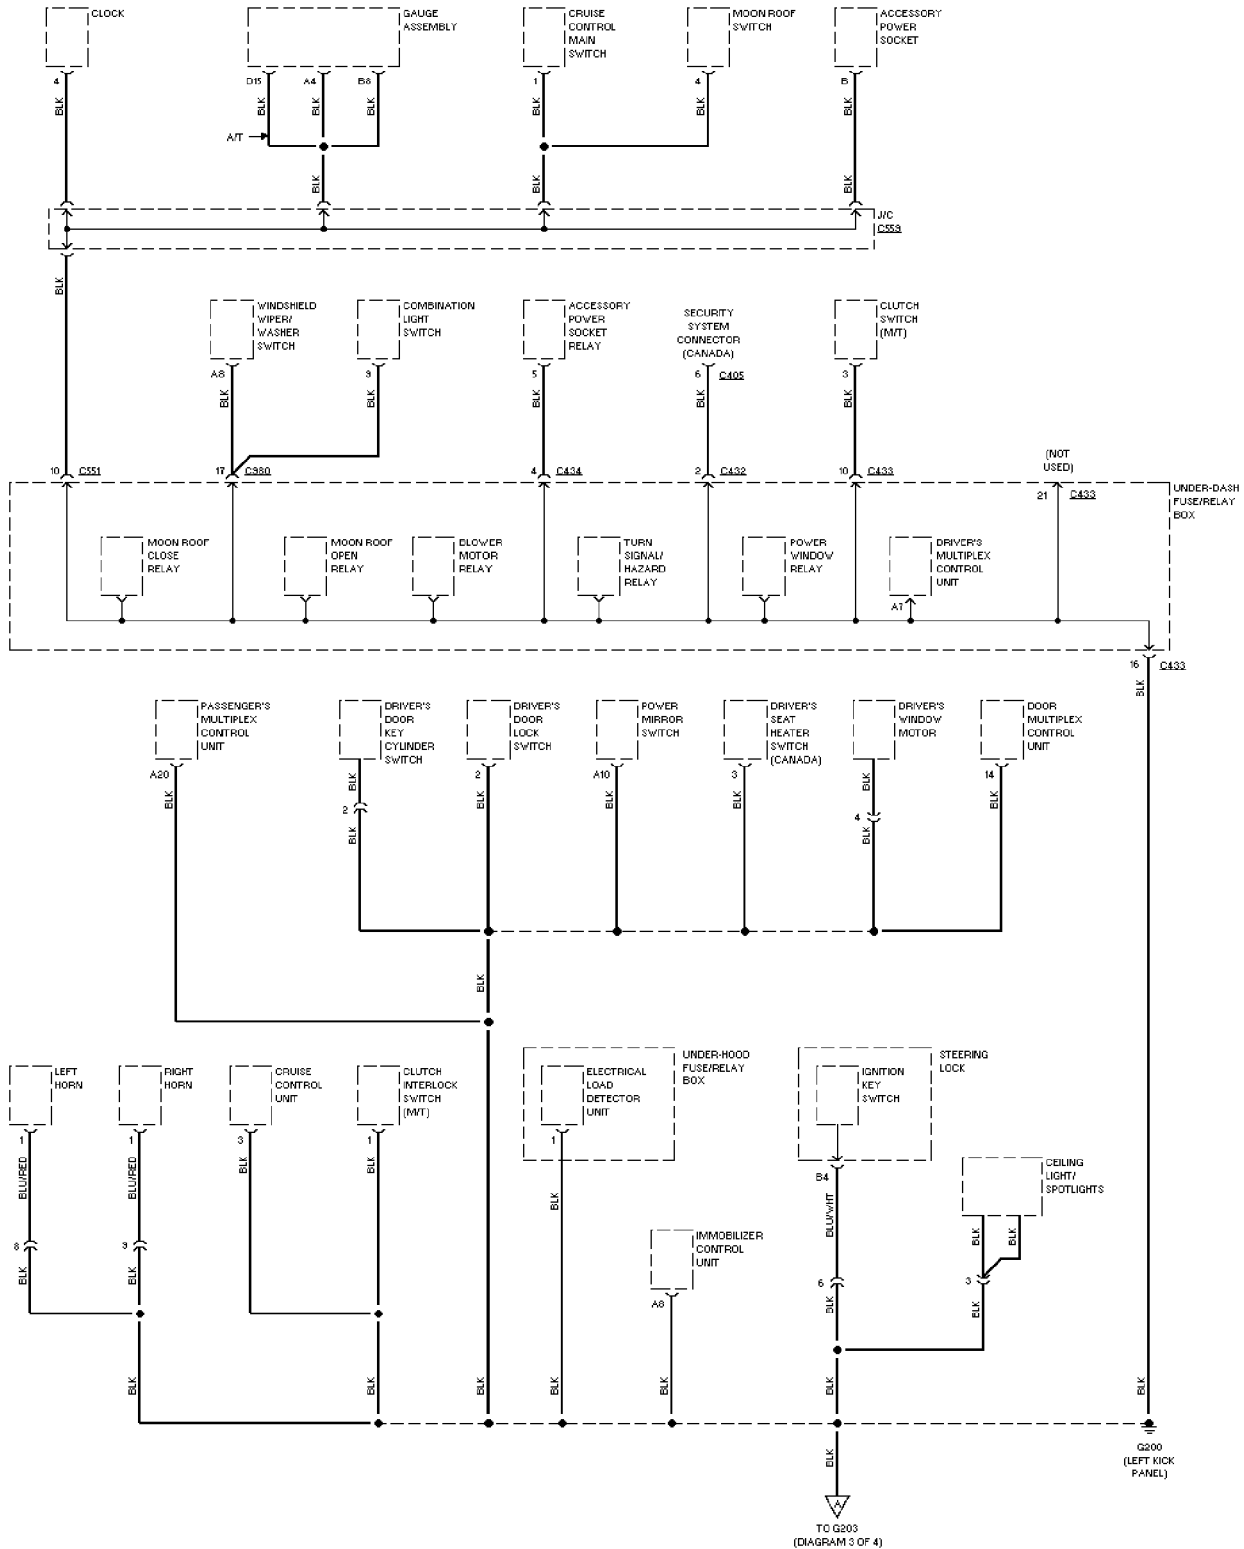 CLOCK
GAUGE
ASSEMBLY
CRUISE
CONTROL
MAIN
SWITCH
MOON ROOF
SWITCH
ACCESSORY
POWER
SOCKET
4
D15
A4
B8
1
4
B
BLK
BLK
BLK
BLK
BLK
BLK
BLK
A/T
BLK
BLK
BLK
J/C
C559
BLK
WINDSHIELD
WIPER/
WASHER
SWITCH
COMBINATION
LIGHT
SWITCH
ACCESSORY
POWER
SOCKET
RELAY
SECURITY
SYSTEM
CONNECTOR
(CANADA)
CLUTCH
SWITCH
(M/T)
A8
9
5
6
C405
3
BLK
BLK
BLK
BLK
BLK
10
C551
17
C980
4
C434
2
C432
10
C433
(NOT
USED)
21
C433
UNDER-DASH
FUSE/RELAY
BOX
MOON ROOF
CLOSE
RELAY
MOON ROOF
OPEN
RELAY
BLOWER
MOTOR
RELAY
TURN
SIGNAL/
HAZARD
RELAY
POWER
WINDOW
RELAY
DRIVER'S
MULTIPLEX
CONTROL
UNIT
A7
16
C433
BLK
PASSENGER'S
MULTIPLEX
CONTROL
UNIT
DRIVER'S
DOOR
KEY
CYLINDER
SWITCH
DRIVER'S
DOOR
LOCK
SWITCH
POWER
MIRROR
SWITCH
DRIVER'S
SEAT
HEATER
SWITCH
(CANADA)
DRIVER'S
WINDOW
MOTOR
DOOR
MULTIPLEX
CONTROL
UNIT
A20
2
A10
3
14
BLK
BLK
BLK
BLK
BLK
BLK
BLK
2
4
BLK
BLK
BLK
LEFT
HORN
RIGHT
HORN
CRUISE
CONTROL
UNIT
CLUTCH
INTERLOCK
SWITCH
(M/T)
ELECTRICAL
LOAD
DETECTOR
UNIT
UNDER-HOOD
FUSE/RELAY
BOX
IGNITION
KEY
SWITCH
STEERING
LOCK
1
1
3
1
1
BLU/RED
BLU/RED
BLK
BLK
BLK
B4
BLU/WHT
CEILING
LIGHT/
SPOTLIGHTS
BLK
BLK
8
9
IMMOBILIZER
CONTROL
UNIT
BLK
BLK
A8
6
3
BLK
BLK
BLK
BLK
BLK
BLK
BLK
BLK
BLK
BLK
G200
(LEFT KICK
PANEL)
A
TO G203
(DIAGRAM 3 OF 4)